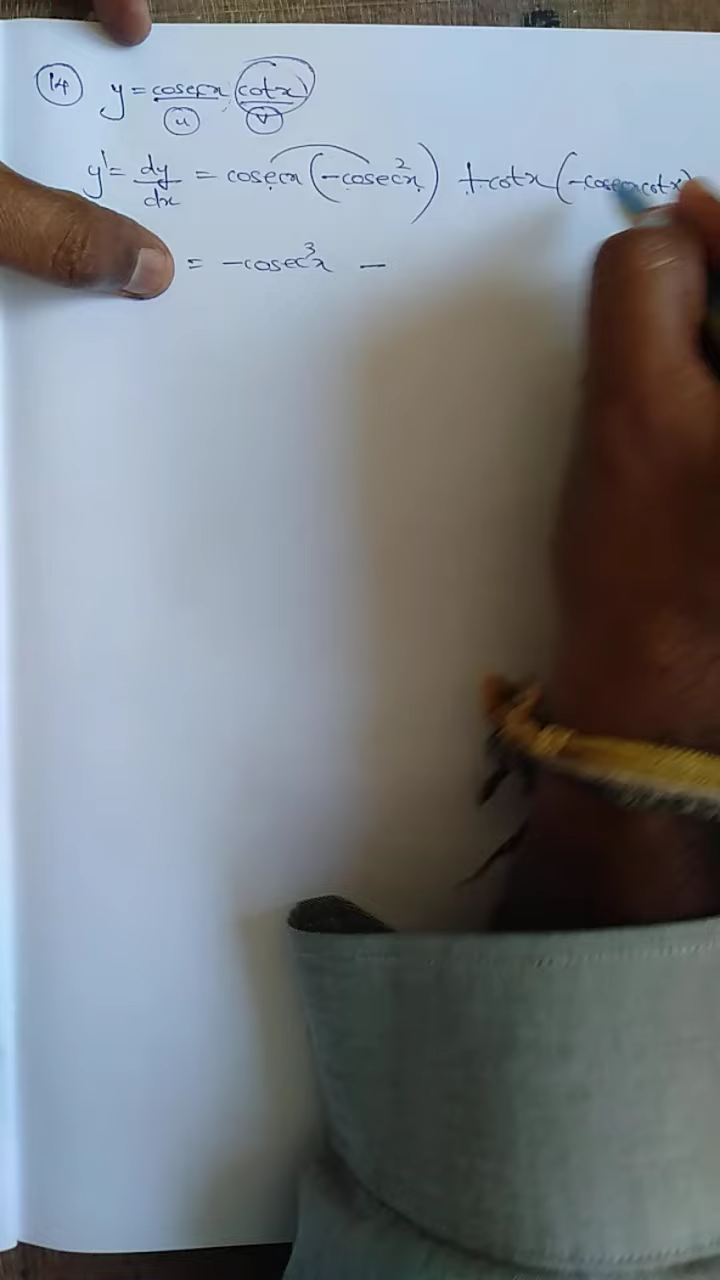 14 y = cosecx cotx
u v
y' = dy/dx = cosecx (-cosec²x) + cotx (-cosecx cotx)
= -cosec³x -